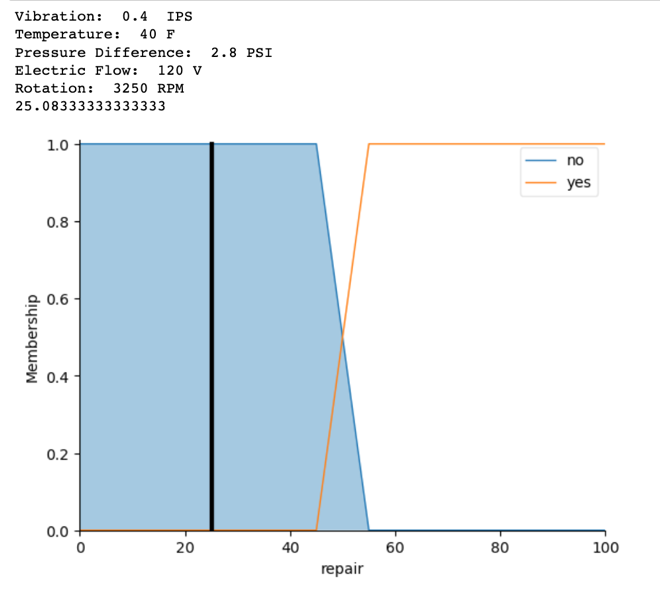 Vibration:  0.4  IPS
Temperature:  40 F
Pressure Difference:  2.8 PSI
Electric Flow:  120 V
Rotation:  3250 RPM
25.08333333333333
1.0
0.8
0.6
0.4
0.2
0.0
Membership
0 20 40 60 80 100
repair
no
yes